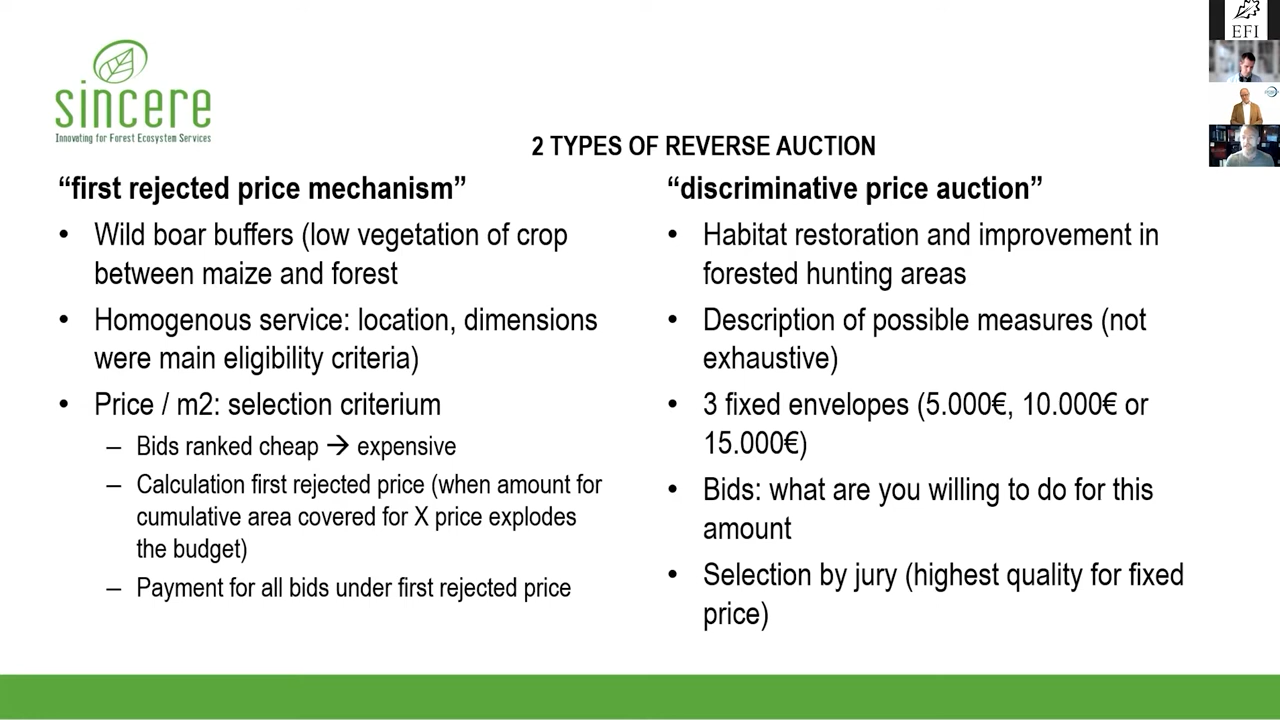 sincere
Innovating for Forest Ecosystem Services
EFI
2 TYPES OF REVERSE AUCTION
“first rejected price mechanism”
• Wild boar buffers (low vegetation of crop
between maize and forest
• Homogenous service: location, dimensions
were main eligibility criteria)
• Price / m2: selection criterium
– Bids ranked cheap → expensive
– Calculation first rejected price (when amount for
cumulative area covered for X price explodes
the budget)
– Payment for all bids under first rejected price
“discriminative price auction”
• Habitat restoration and improvement in
forested hunting areas
• Description of possible measures (not
exhaustive)
• 3 fixed envelopes (5.000€, 10.000€ or
15.000€)
• Bids: what are you willing to do for this
amount
• Selection by jury (highest quality for fixed
price)